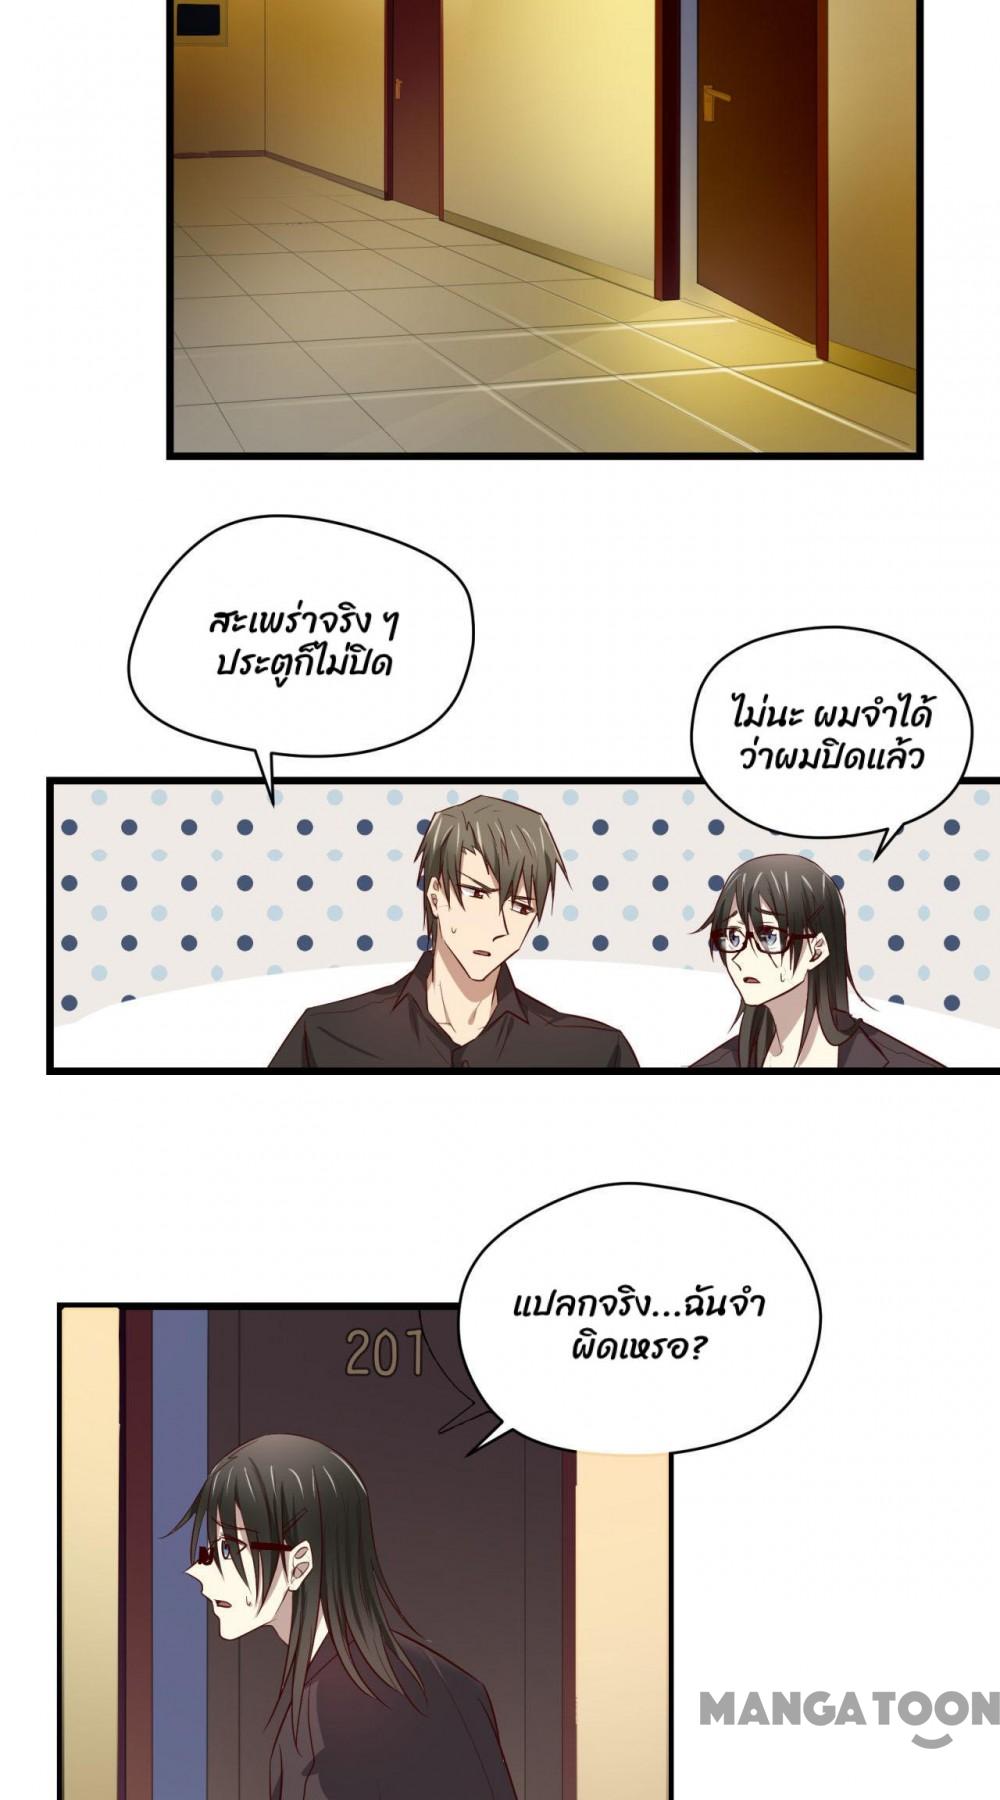 สะเพร่าจริง ๆ
ประตูก็ไม่ปิด
ไม่นะ ผมจำได้
ว่าผมปิดแล้ว
แปลกจริง...ฉันจำ
ผิดเหรอ?
201
MANGATOON